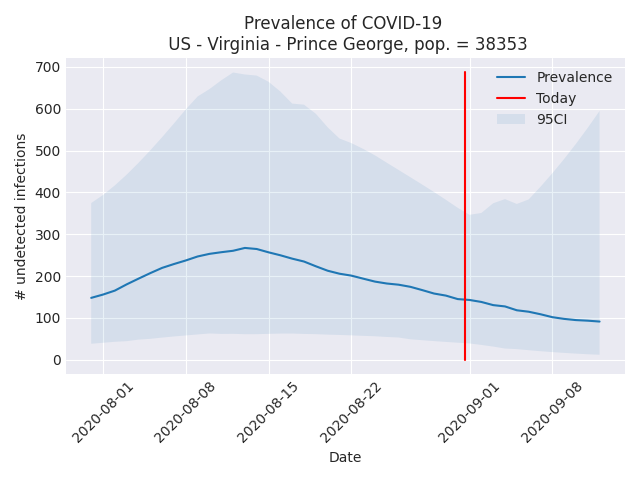 Prevalence of COVID-19
US - Virginia - Prince George, pop. = 38353
# undetected infections
700
600
500
400
300
200
100
0
Prevalence
Today
95CI
2020-08-01
2020-08-08
2020-08-15
2020-08-22
2020-09-01
2020-09-08
Date